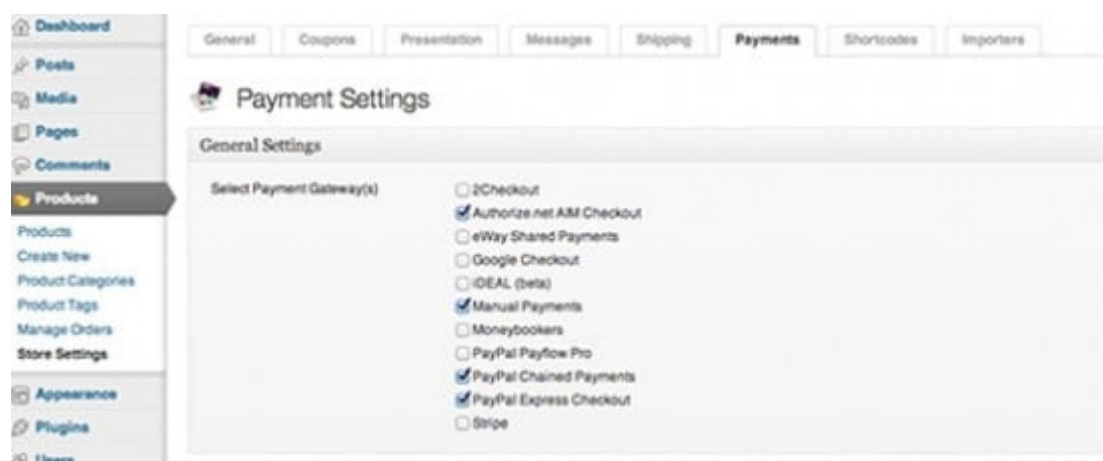 Dashboard
Posts
Media
Pages
Comments
Products
Products
Create New
Product Categories
Product Tags
Manage Orders
Store Settings
Appearance
Plugins
Users
General Coupons Presentation Messages Shipping Payments Shortcodes Importers
Payment Settings
General Settings
Select Payment Gateway(s)
2Checkout
Authorize.net AIM Checkout
eWay Shared Payments
Google Checkout
iDEAL (beta)
Manual Payments
Moneybookers
PayPal Payflow Pro
PayPal Chained Payments
PayPal Express Checkout
Stripe